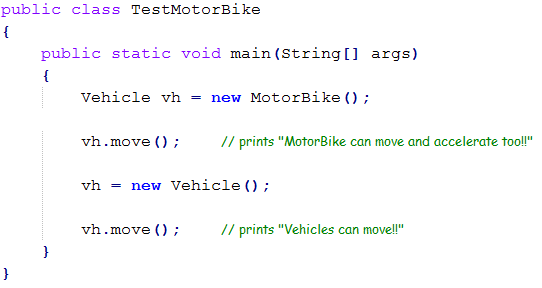 public class TestMotorBike
{
    public static void main(String[] args)
    {
        Vehicle vh = new MotorBike();
        vh.move();    // prints "MotorBike can move and accelerate too!!"
        vh = new Vehicle();
        vh.move();    // prints "Vehicles can move!!"
    }
}